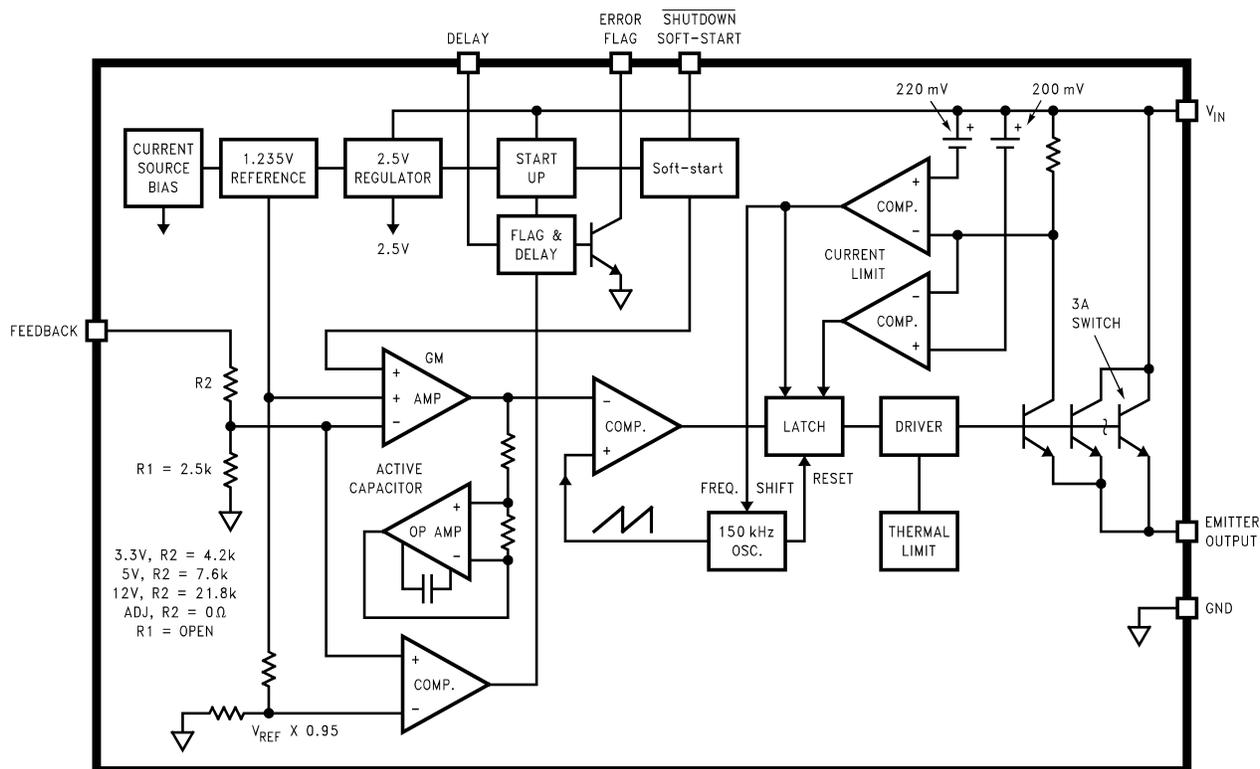 ERROR
FLAG
SHUTDOWN
SOFT-START
DELAY
220 mV
200 mV
VIN
CURRENT
SOURCE
BIAS
1.235V
REFERENCE
2.5V
REGULATOR
START
UP
Soft-start
+
+
+
COMP.
−
2.5V
FLAG &
DELAY
CURRENT
LIMIT
−
COMP.
+
3A
SWITCH
FEEDBACK
GM
R2
+
+
AMP
−
−
COMP.
+
LATCH
DRIVER
R1 = 2.5k
ACTIVE
CAPACITOR
FREQ. SHIFT
RESET
+
OP AMP
−
150 kHz
OSC.
THERMAL
LIMIT
EMITTER
OUTPUT
3.3V, R2 = 4.2k
5V, R2 = 7.6k
12V, R2 = 21.8k
ADJ, R2 = 0Ω
R1 = OPEN
GND
+
COMP.
−
VREF X 0.95